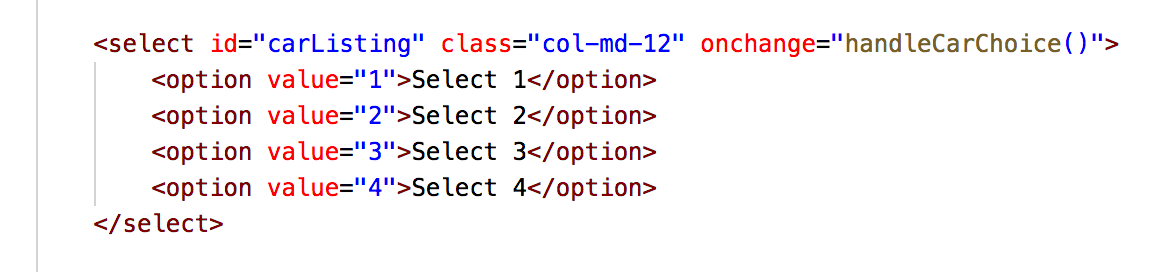 <select id="carListing" class="col-md-12" onchange="handleCarChoice()">
<option value="1">Select 1</option>
<option value="2">Select 2</option>
<option value="3">Select 3</option>
<option value="4">Select 4</option>
</select>